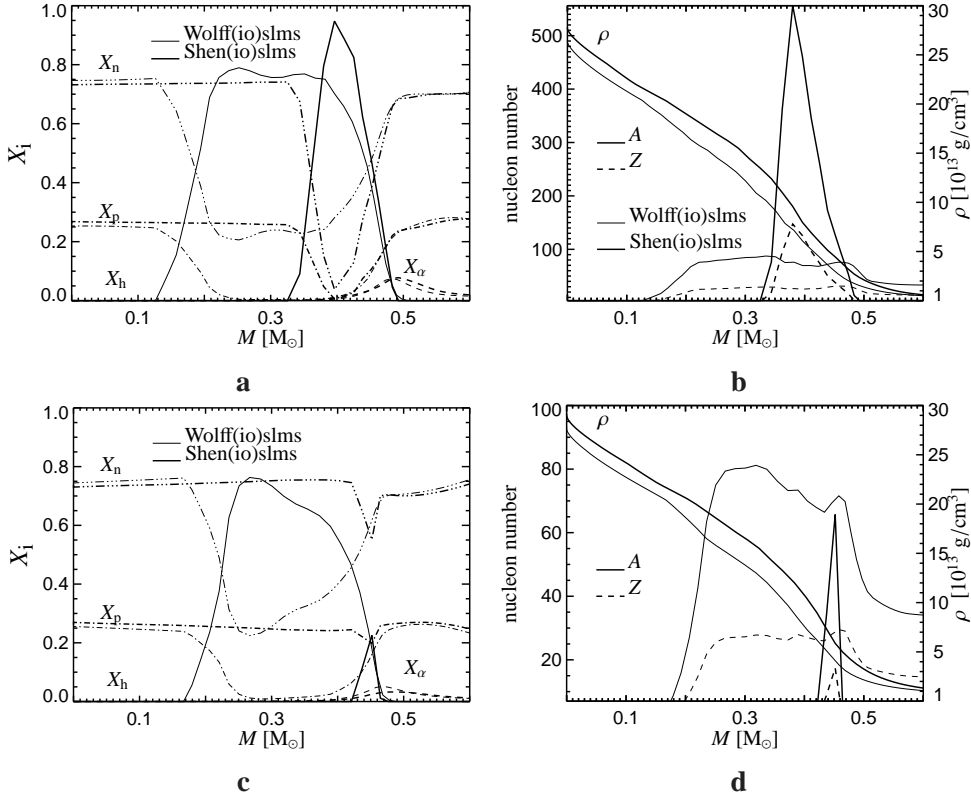 1.0
0.8
0.6
0.4
0.2
0.0
X_i
X_n
X_p
X_h
X_α
Wolff(io)slms
Shen(io)slms
0.1 0.3 0.5
M [M⊙]
a
500
400
300
200
100
nucleon number
ρ
A
Z
Wolff(io)slms
Shen(io)slms
30
25
20
15
10
5
1
ρ [10^13 g/cm^3]
0.1 0.3 0.5
M [M⊙]
b
1.0
0.8
0.6
0.4
0.2
0.0
X_i
X_n
X_p
X_h
X_α
Wolff(io)slms
Shen(io)slms
0.1 0.3 0.5
M [M⊙]
c
100
80
60
40
20
nucleon number
ρ
A
Z
30
25
20
15
10
5
1
ρ [10^13 g/cm^3]
0.1 0.3 0.5
M [M⊙]
d